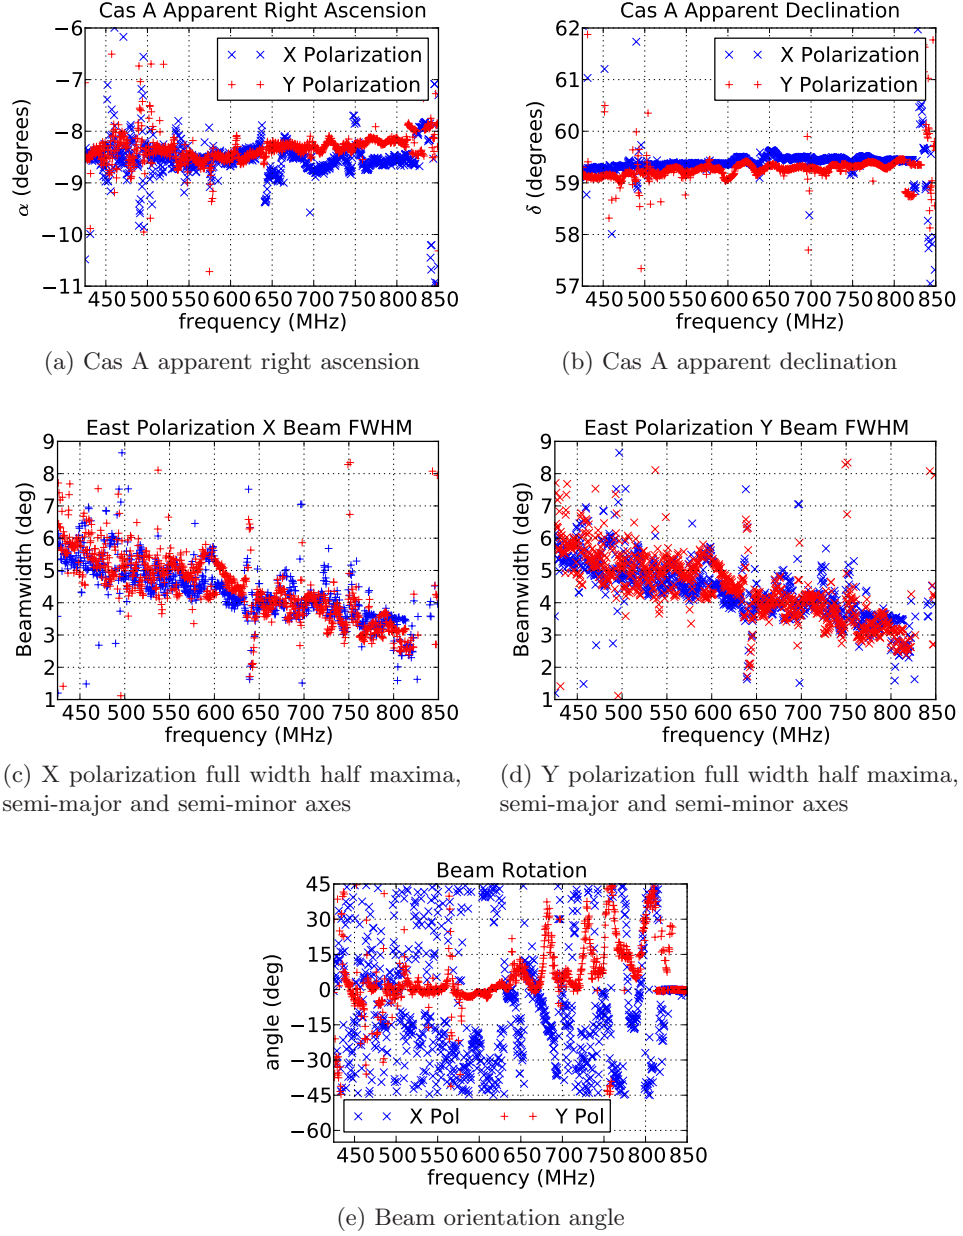 Cas A Apparent Right Ascension
−6
−7
−8
−9
−10
−11
α (degrees)
X Polarization
Y Polarization
450 500 550 600 650 700 750 800 850
frequency (MHz)
(a) Cas A apparent right ascension
Cas A Apparent Declination
62
61
60
59
58
57
δ (degrees)
X Polarization
Y Polarization
450 500 550 600 650 700 750 800 850
frequency (MHz)
(b) Cas A apparent declination
East Polarization X Beam FWHM
9
8
7
6
5
4
3
2
1
Beamwidth (deg)
450 500 550 600 650 700 750 800 850
frequency (MHz)
(c) X polarization full width half maxima,
semi-major and semi-minor axes
East Polarization Y Beam FWHM
9
8
7
6
5
4
3
2
1
Beamwidth (deg)
450 500 550 600 650 700 750 800 850
frequency (MHz)
(d) Y polarization full width half maxima,
semi-major and semi-minor axes
Beam Rotation
45
30
15
0
−15
−30
−45
−60
angle (deg)
X Pol
Y Pol
450 500 550 600 650 700 750 800 850
frequency (MHz)
(e) Beam orientation angle